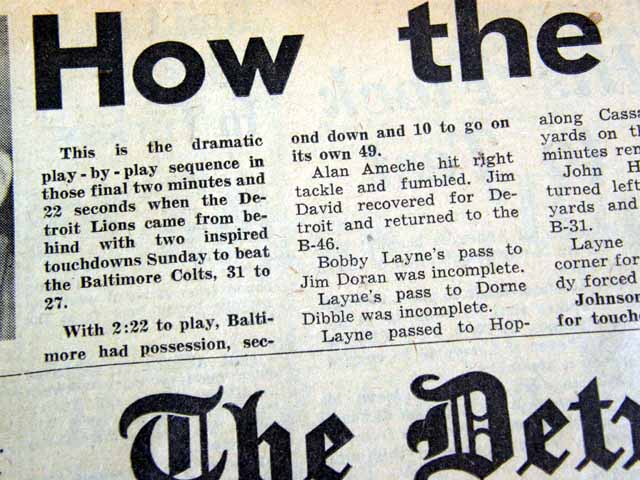 How the
This is the dramatic
play-by-play sequence in
those final two minutes and
22 seconds when the De-
troit Lions came from be-
hind with two inspired
touchdowns Sunday to beat
the Baltimore Colts, 31 to
27.
With 2:22 to play, Balti-
more had possession, sec-
ond down and 10 to go on
its own 49.
Alan Ameche hit right
tackle and fumbled. Jim
David recovered for De-
troit and returned to the
B-46.
Bobby Layne's pass to
Jim Doran was incomplete.
Layne's pass to Dorne
Dibble was incomplete.
Layne passed to Hop-
along Cassa
yards on t
minutes ren
John H
turned left
yards and
B-31.
Layne
corner for
dy forced
Johnson
for touch
The Detr